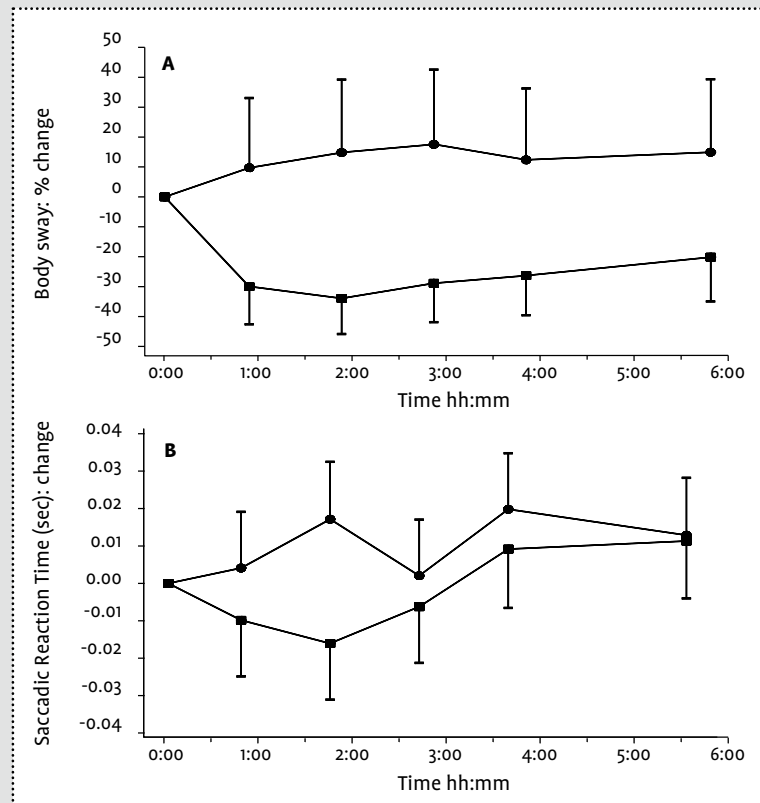 A
Body sway: % change
50
40
30
20
10
0
-10
-20
-30
-40
-50
0:00 1:00 2:00 3:00 4:00 5:00 6:00
Time hh:mm
B
Saccadic Reaction Time (sec): change
0.04
0.03
0.02
0.01
0.00
-0.01
-0.02
-0.03
-0.04
0:00 1:00 2:00 3:00 4:00 5:00 6:00
Time hh:mm